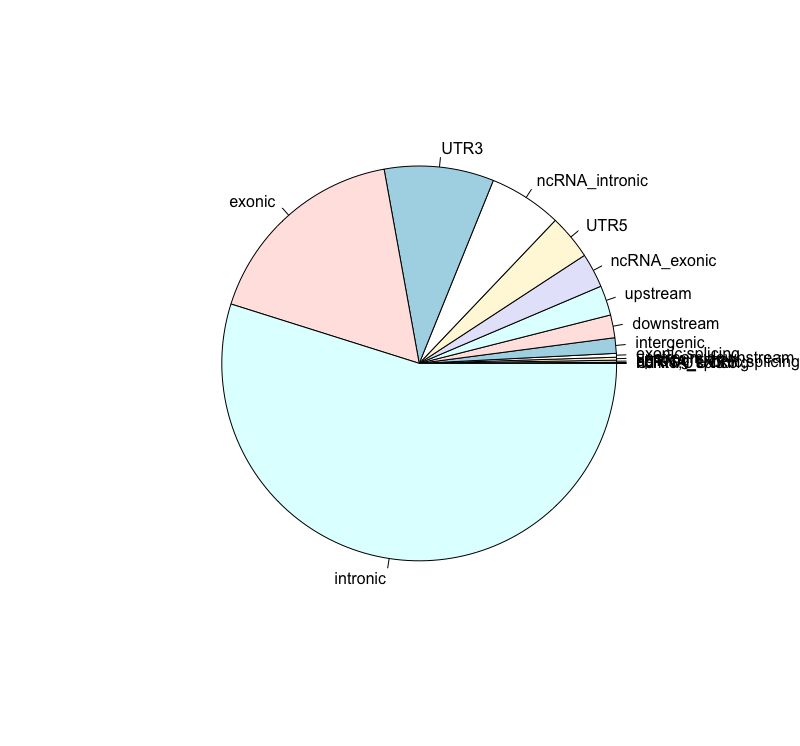 UTR3
ncRNA_intronic
exonic
UTR5
ncRNA_exonic
upstream
downstream
intergenic
intronic